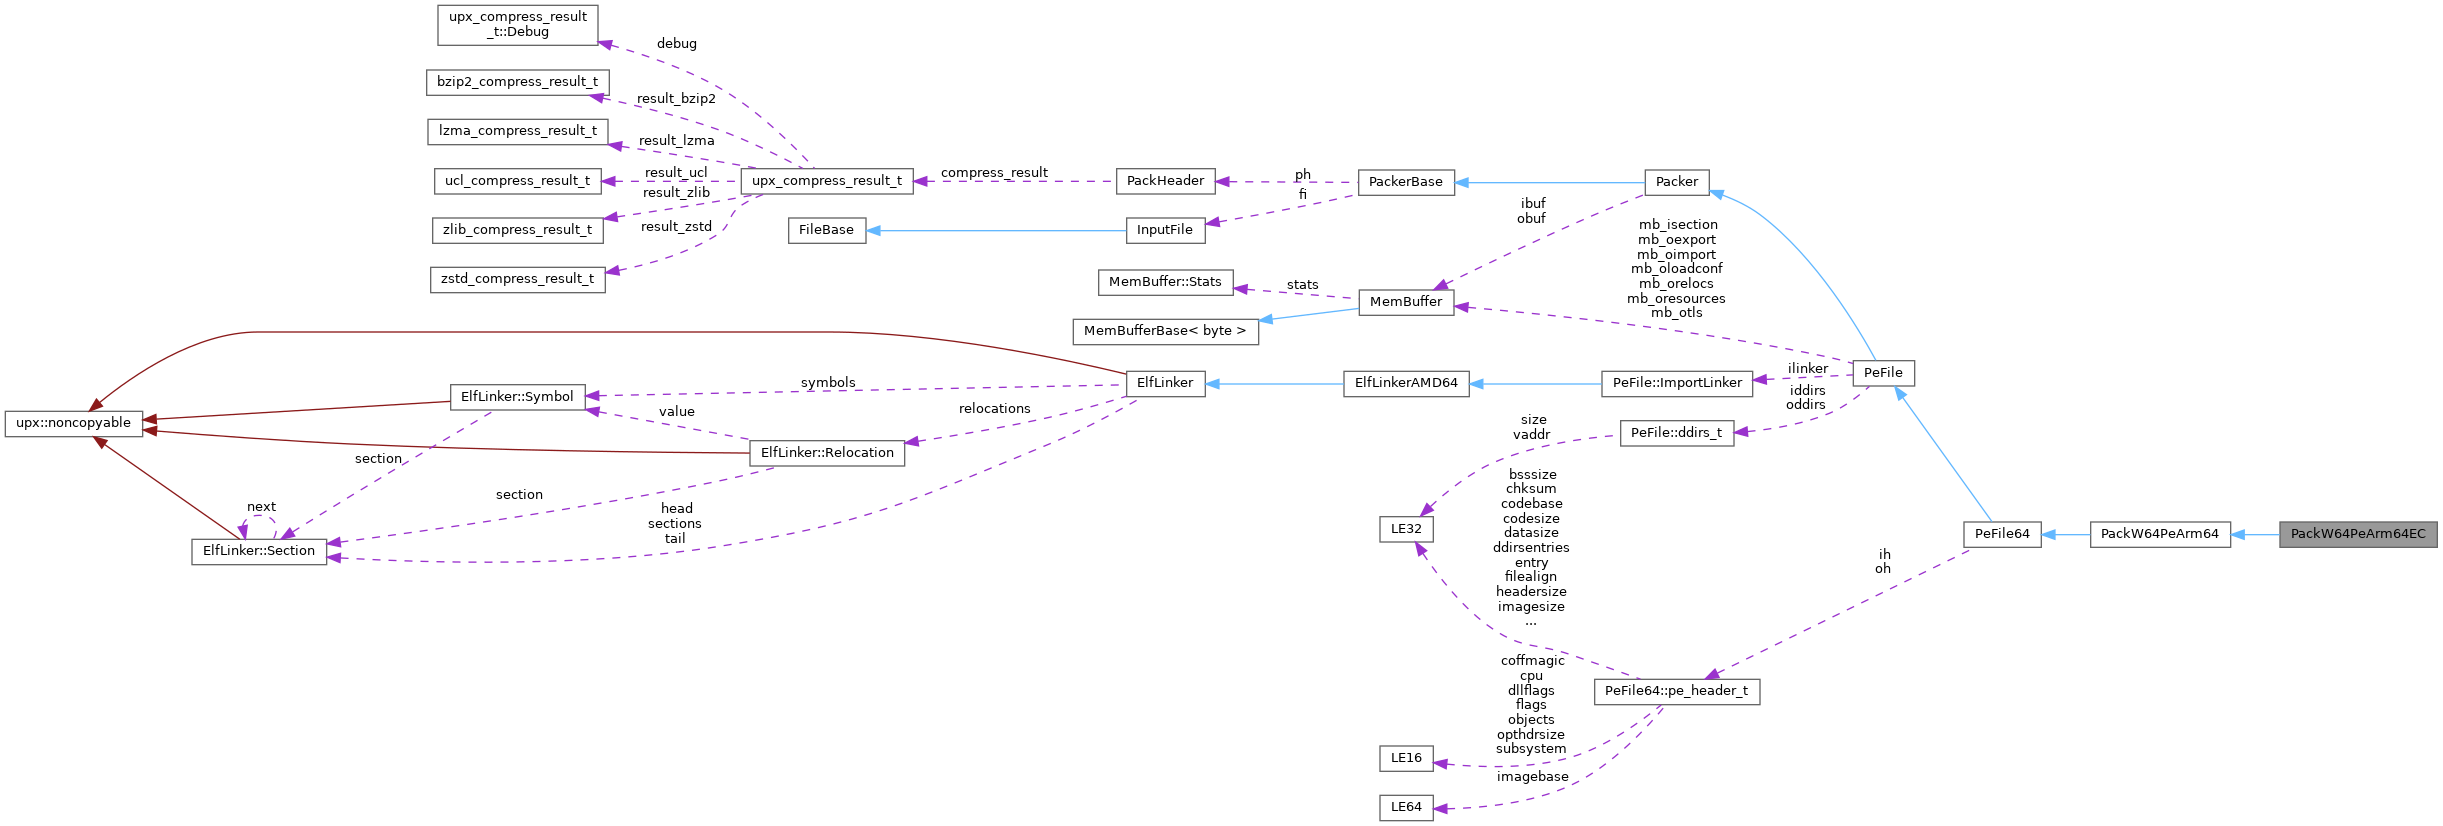 upx_compress_result
_t::Debug
debug
bzip2_compress_result_t
result_bzip2
lzma_compress_result_t
result_lzma
ucl_compress_result_t
result_ucl
result_zlib
zlib_compress_result_t
result_zstd
zstd_compress_result_t
upx_compress_result_t
compress_result
PackHeader
ph
fi
PackerBase
Packer
FileBase
InputFile
ibuf
obuf
mb_isection
mb_oexport
mb_oimport
mb_oloadconf
mb_orelocs
mb_oresources
mb_otls
MemBuffer::Stats
stats
MemBuffer
MemBufferBase< byte >
PeFile
ilinker
iddirs
oddirs
PeFile::ImportLinker
ElfLinkerAMD64
ElfLinker
symbols
ElfLinker::Symbol
value
relocations
upx::noncopyable
ElfLinker::Relocation
section
section
next
head
sections
tail
ElfLinker::Section
PeFile::ddirs_t
size
vaddr
LE32
bsssize
chksum
codebase
codesize
datasize
ddirsentries
entry
filealign
headersize
imagesize
...
PeFile64
PackW64PeArm64
PackW64PeArm64EC
ih
oh
PeFile64::pe_header_t
coffmagic
cpu
dllflags
flags
objects
opthdrsize
subsystem
LE16
imagebase
LE64